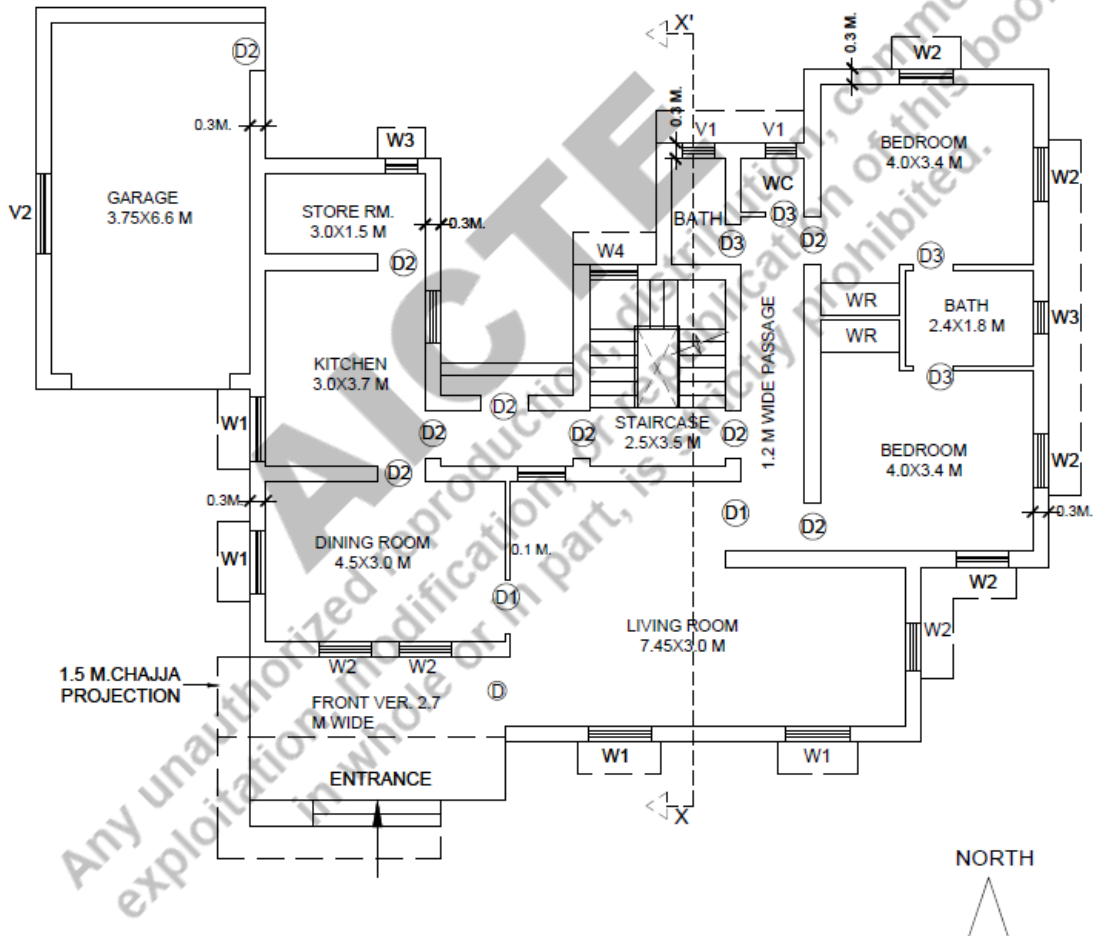 X'
D2
0.3 M.
W2
0.3 M.
0.3M.
W3
V1
V1
BEDROOM
4.0X3.4 M
GARAGE
3.75X6.6 M
V2
STORE RM.
3.0X1.5 M
0.3M.
WC
W2
BATH
D3
D3
D2
W4
D2
D3
WR
BATH
2.4X1.8 M
W3
WR
1.2 M WIDE PASSAGE
KITCHEN
3.0X3.7 M
D3
W1
D2
D2
D2
STAIRCASE
2.5X3.5 M
D2
BEDROOM
4.0X3.4 M
W2
D2
0.3M.
D1
D2
0.3M.
W1
DINING ROOM
4.5X3.0 M
0.1 M.
D1
W2
LIVING ROOM
7.45X3.0 M
W2
1.5 M.CHAJJA
PROJECTION
W2
W2
FRONT VER. 2.7
M WIDE
D
W1
W1
ENTRANCE
X
NORTH
AICTE
Any unauthorized reproduction, distribution, comm
exploitation, modification, or republication of this boo
in whole or in part, is strictly prohibited.